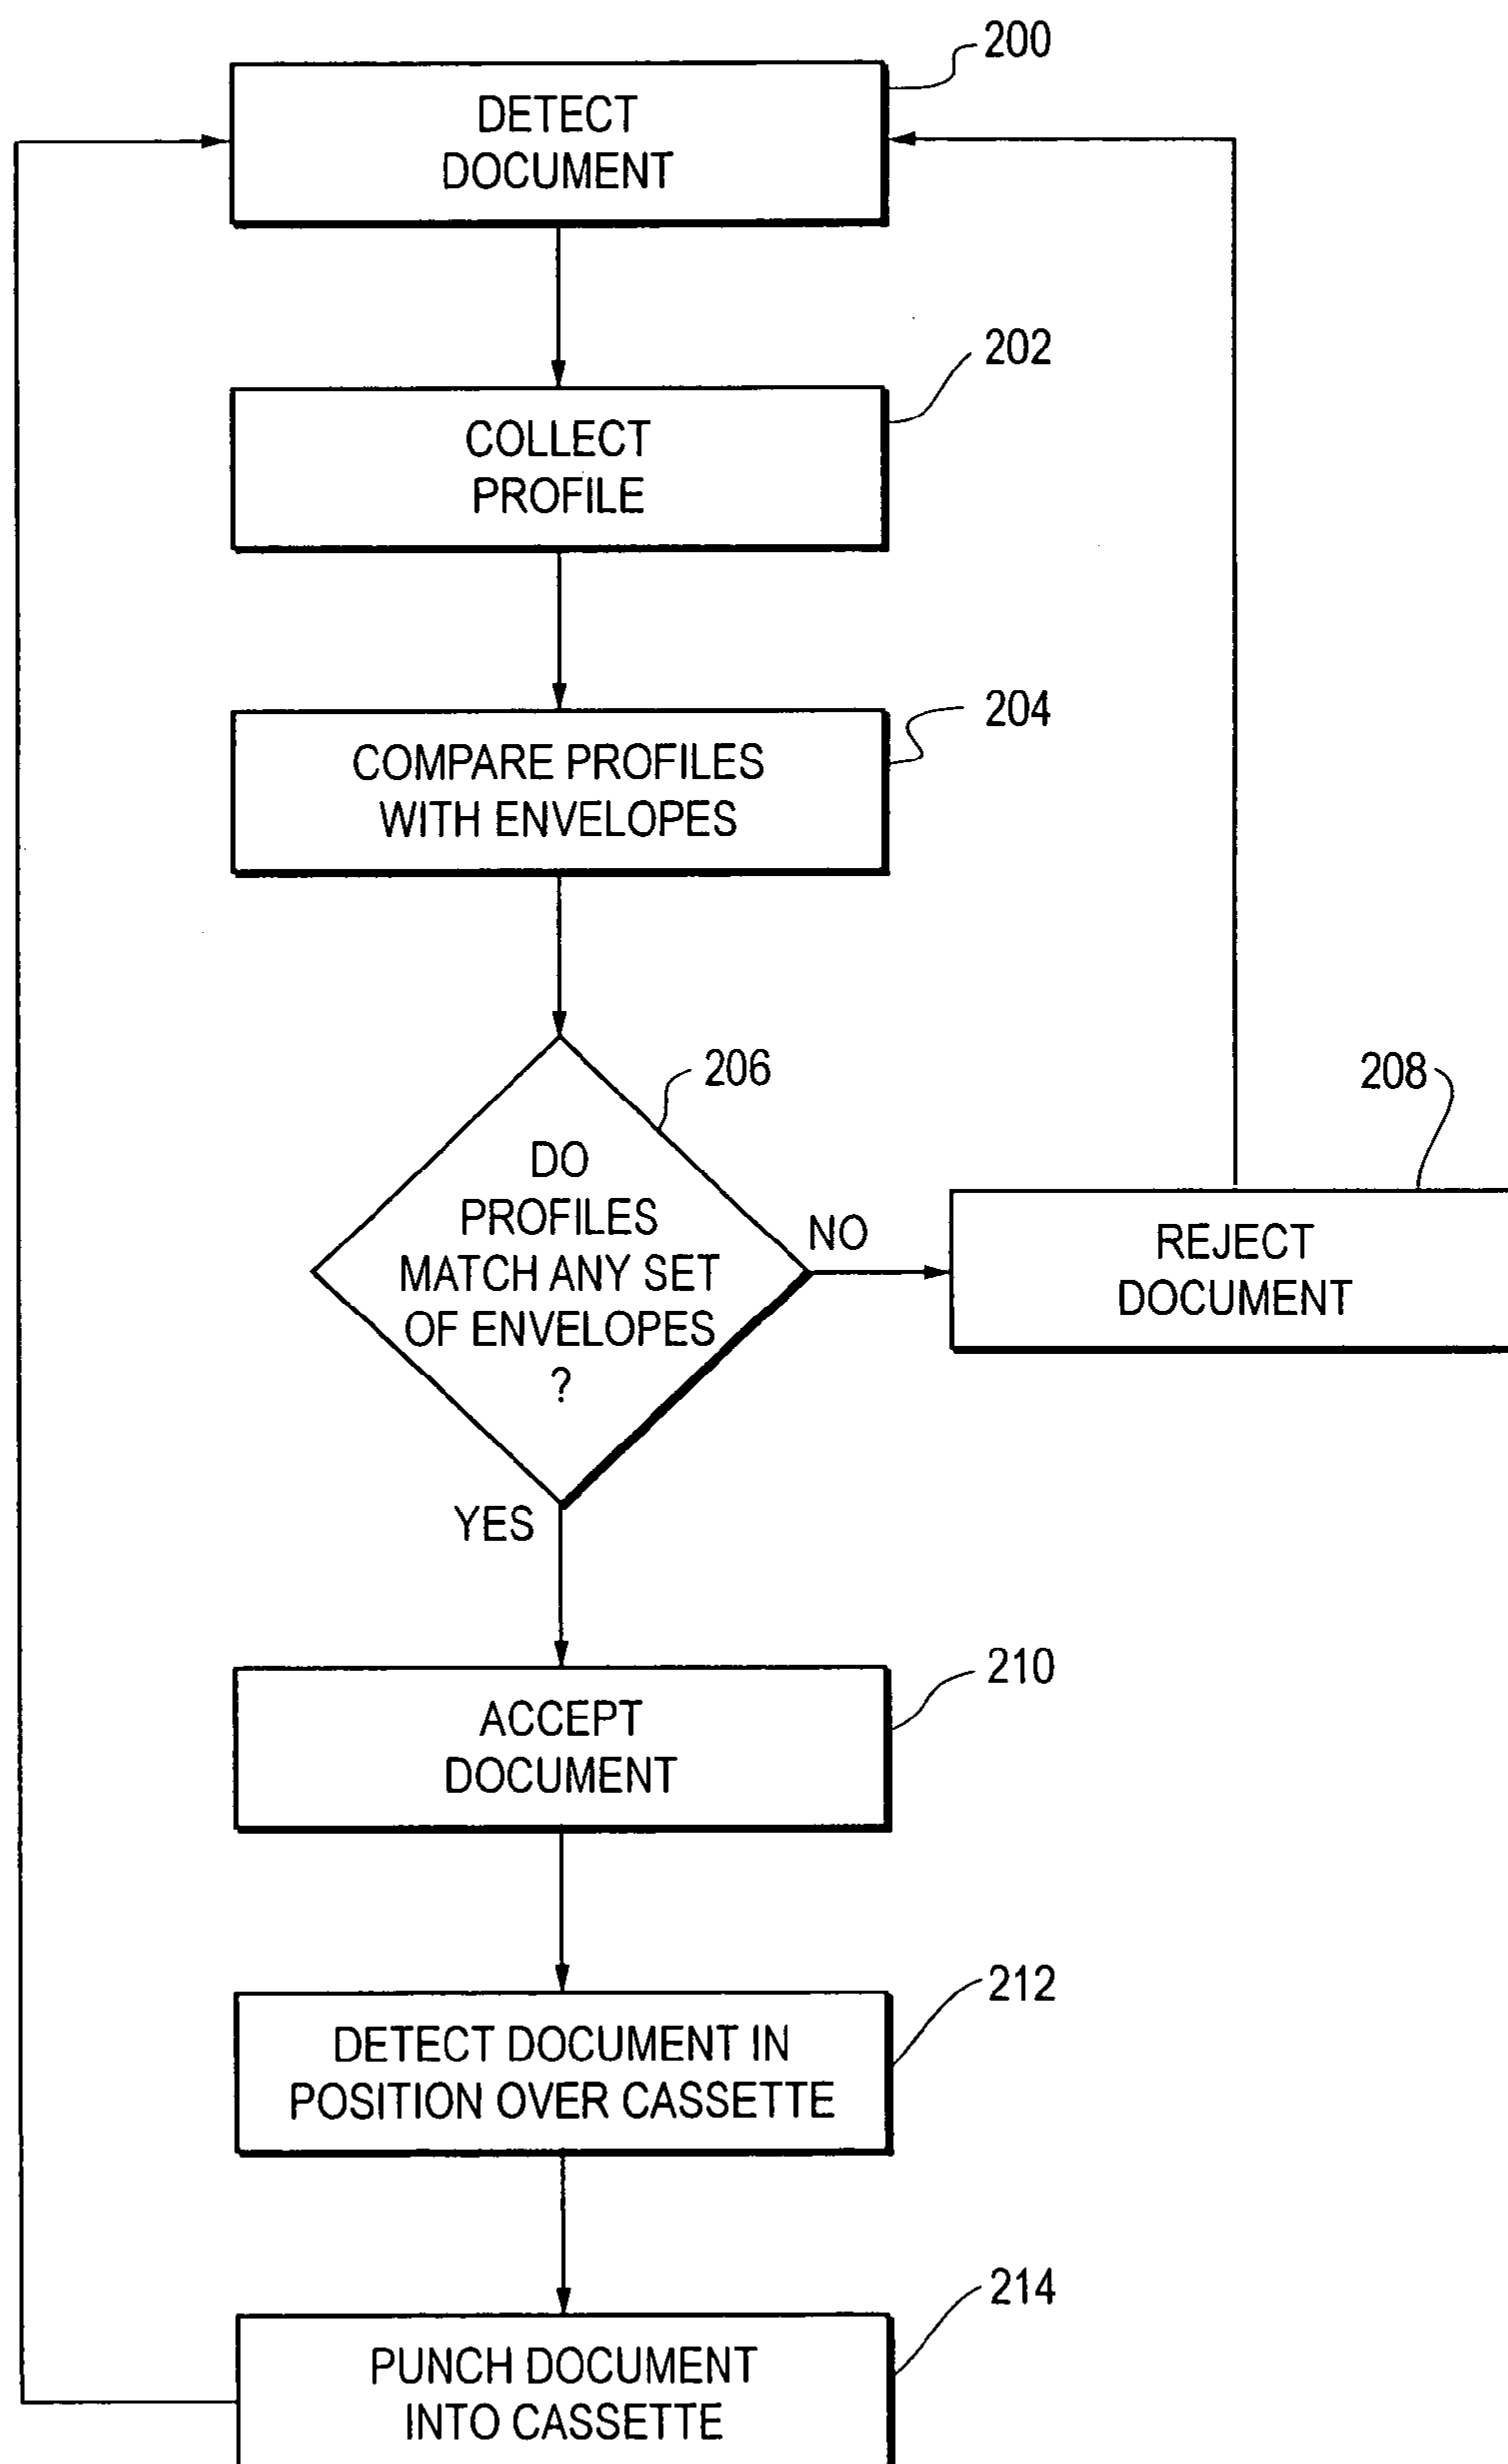 200
DETECT
DOCUMENT
202
COLLECT
PROFILE
204
COMPARE PROFILES
WITH ENVELOPES
206
DO
PROFILES
MATCH ANY SET
OF ENVELOPES
?
NO
208
REJECT
DOCUMENT
YES
210
ACCEPT
DOCUMENT
212
DETECT DOCUMENT IN
POSITION OVER CASSETTE
214
PUNCH DOCUMENT
INTO CASSETTE